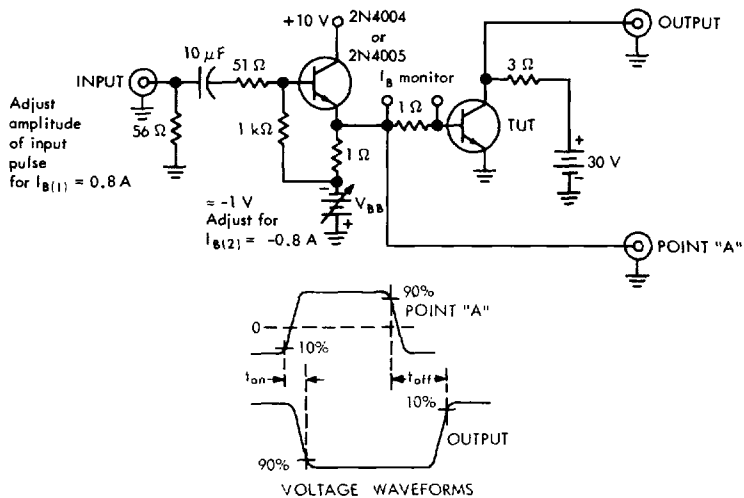 +10 V
2N4004
or
2N4005
OUTPUT
10 μF
51 Ω
INPUT
I_B monitor
3 Ω
1 Ω
TUT
Adjust
amplitude
of input
pulse
for I_B(1) = 0.8 A
56 Ω
1 kΩ
1 Ω
+
30 V
-
≈ -1 V
Adjust for
I_B(2) = -0.8 A
-
V_BB
+
POINT "A"
90%
POINT "A"
0
10%
t_on
t_off
10%
OUTPUT
90%
VOLTAGE WAVEFORMS